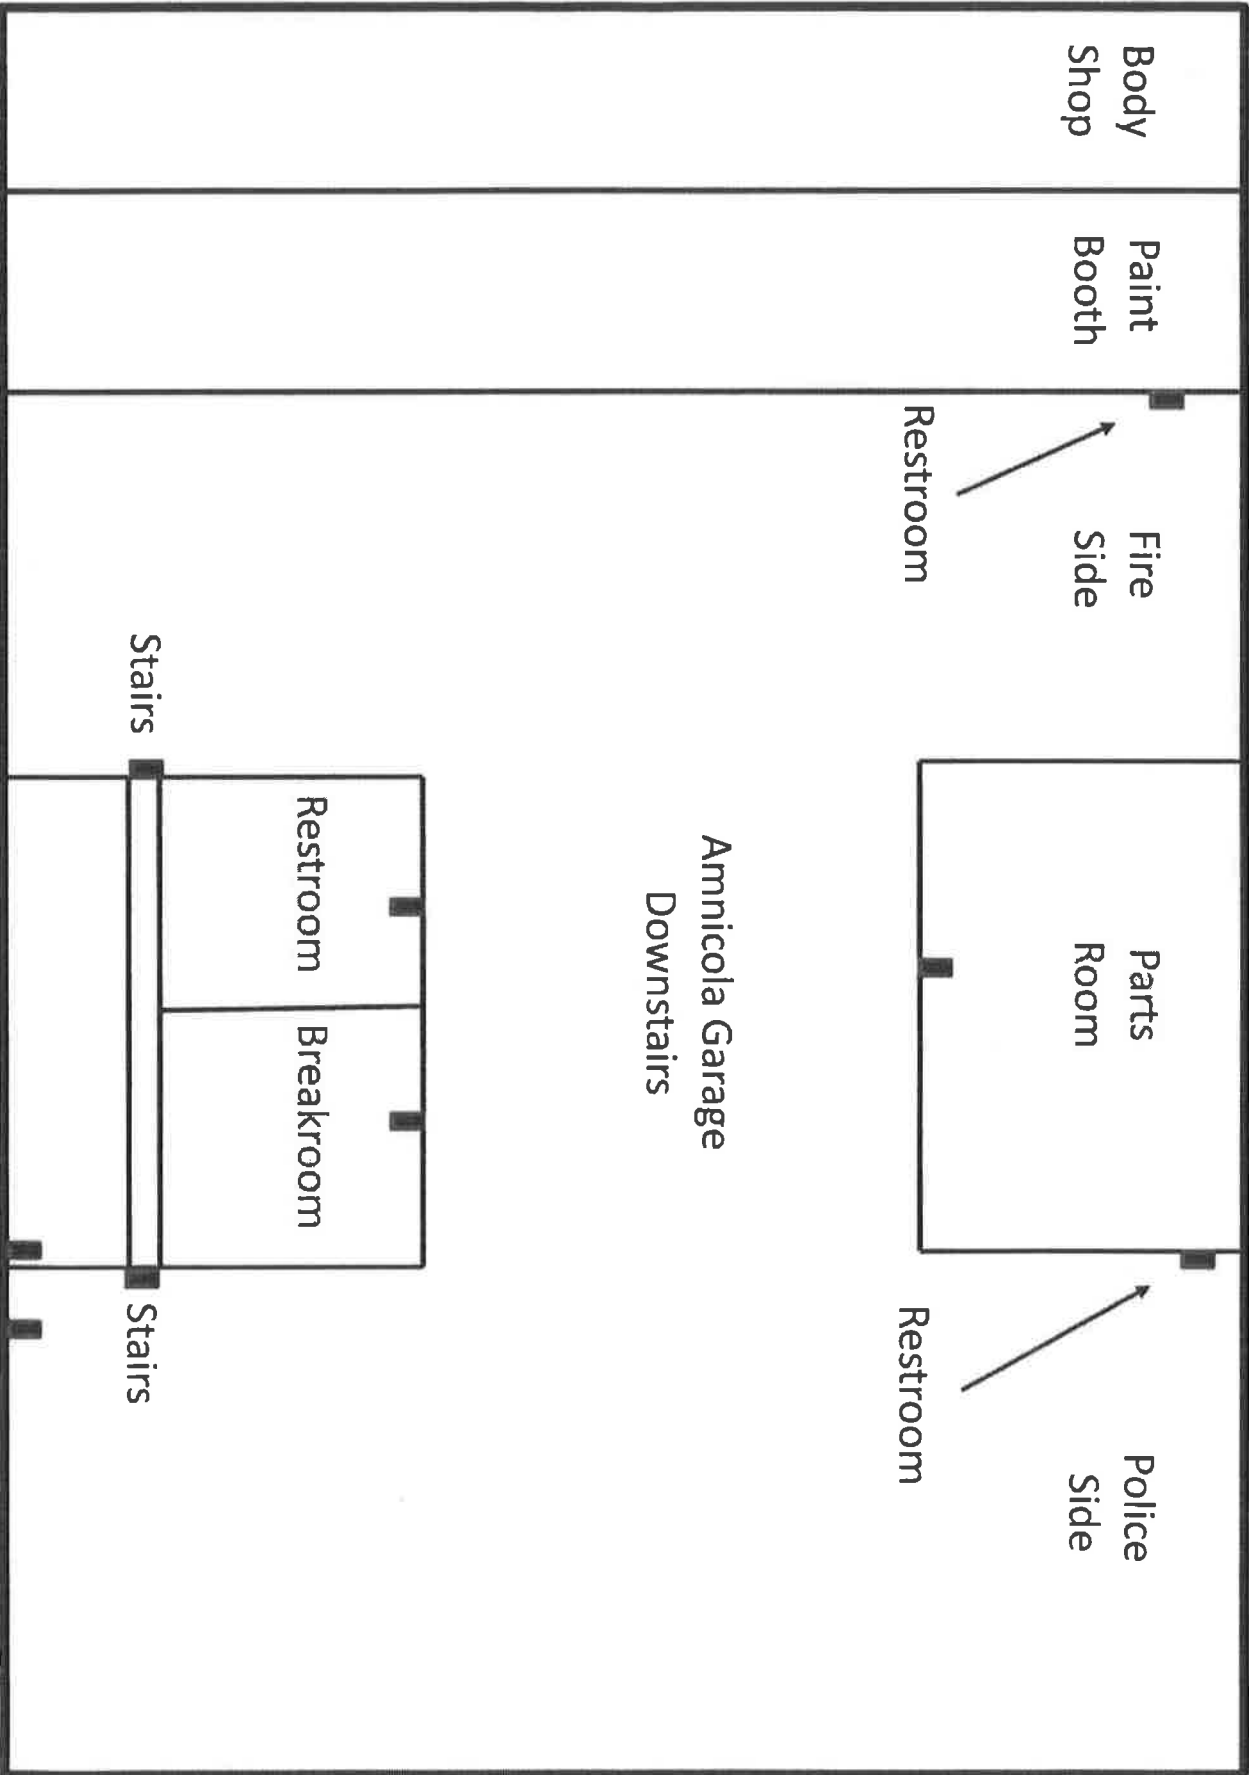 Body
Shop
Paint
Booth
Fire
Side
Parts
Room
Police
Side
Restroom
Restroom
Amnicola Garage
Downstairs
Restroom
Breakroom
Stairs
Stairs